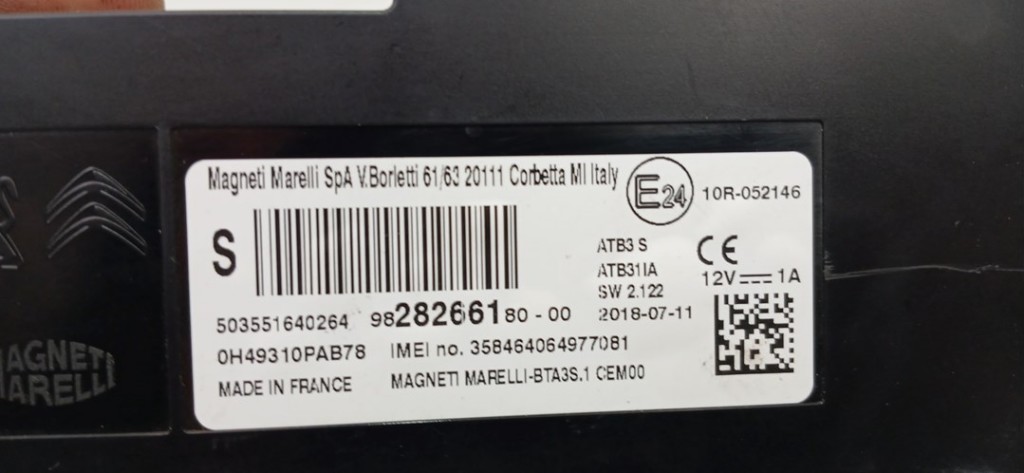 Magneti Marelli SpA V.Borletti 61/63 20111 Corbetta MI Italy
E24
10R-052146
S
ATB3 S
CE
ATB31IA
12V 1A
SW 2.122
503551640264 9828266180-00
2018-07-11
0H49310PAB78 IMEI no. 358464064977081
MADE IN FRANCE MAGNETI MARELLI-BTA3S.1 CEM00
MAGNETI
MARELLI